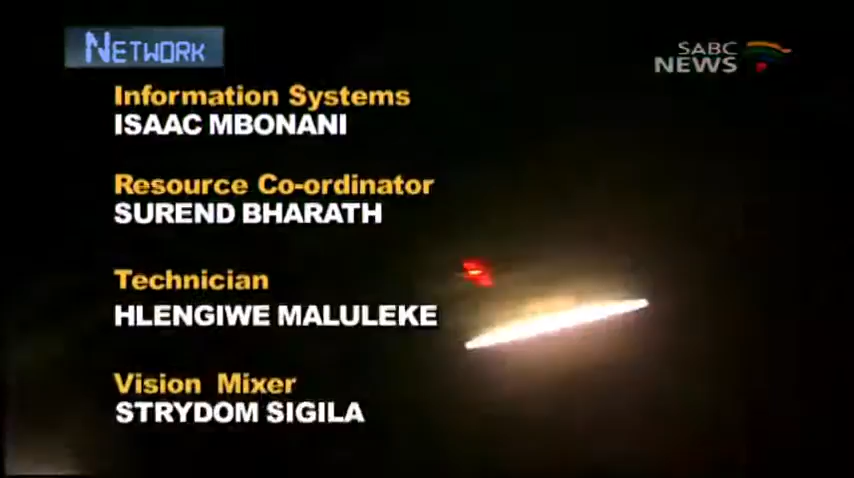 NETWORK
SABC
NEWS
Information Systems
ISAAC MBONANI
Resource Co-ordinator
SUREND BHARATH
Technician
HLENGIWE MALULEKE
Vision Mixer
STRYDOM SIGILA